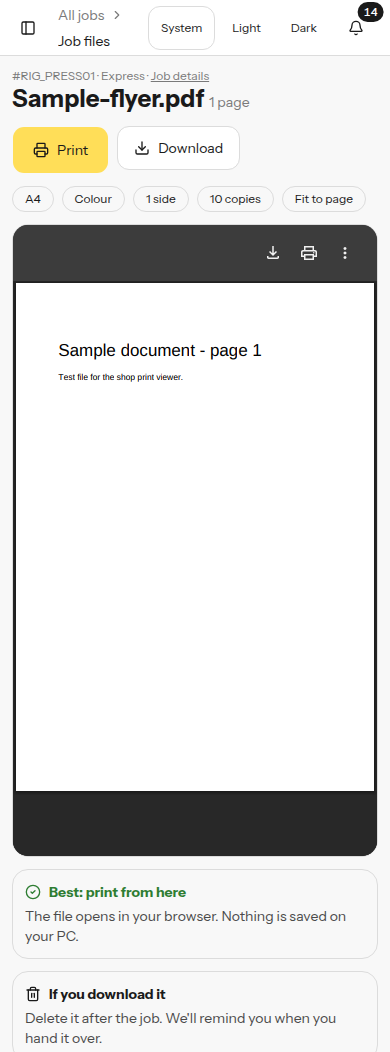 All jobs
Job files
System
Light
Dark
14
#RIG_PRESS01 · Express · Job details
Sample-flyer.pdf 1 page
Print
Download
A4
Colour
1 side
10 copies
Fit to page
Sample document - page 1
Test file for the shop print viewer.
Best: print from here
The file opens in your browser. Nothing is saved on
your PC.
If you download it
Delete it after the job. We'll remind you when you
hand it over.